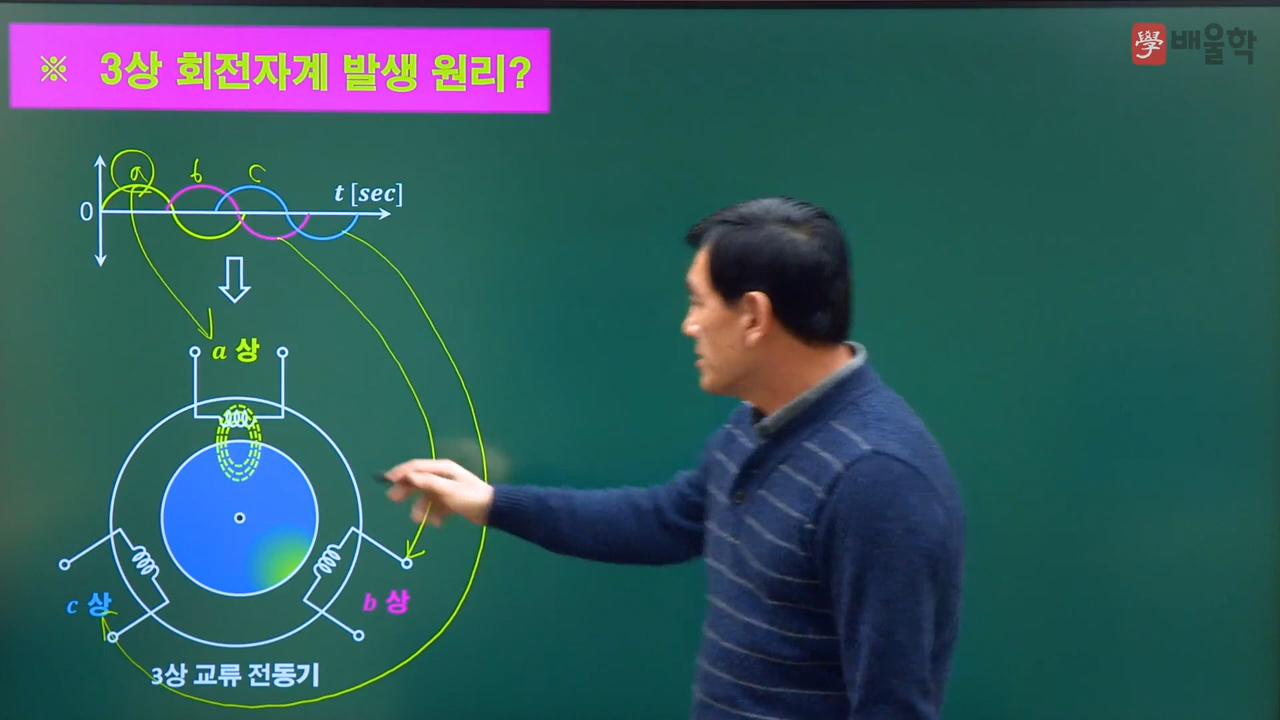 ※ 3상 회전자계 발생 원리?
學 배울학
a b c
t [sec]
0
a 상
c 상
b 상
3상 교류 전동기